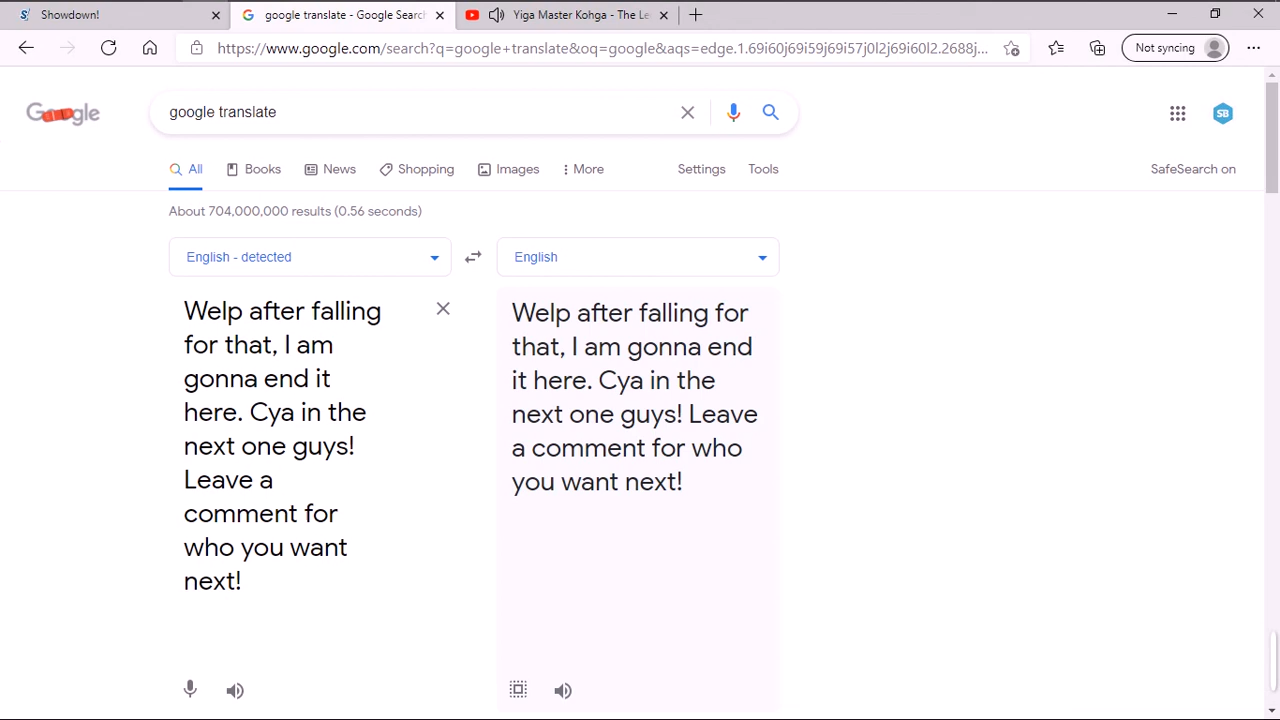 Showdown!
google translate - Google Search
Yiga Master Kohga - The Le
https://www.google.com/search?q=google+translate&oq=google&aqs=edge.1.69i60j69i59j69i57j0l2j69i60l2.2688j...
Not syncing
Google
google translate
SB
All
Books
News
Shopping
Images
More
Settings
Tools
SafeSearch on
About 704,000,000 results (0.56 seconds)
English - detected
English
Welp after falling
for that, I am
gonna end it
here. Cya in the
next one guys!
Leave a
comment for
who you want
next!
Welp after falling for
that, I am gonna end
it here. Cya in the
next one guys! Leave
a comment for who
you want next!